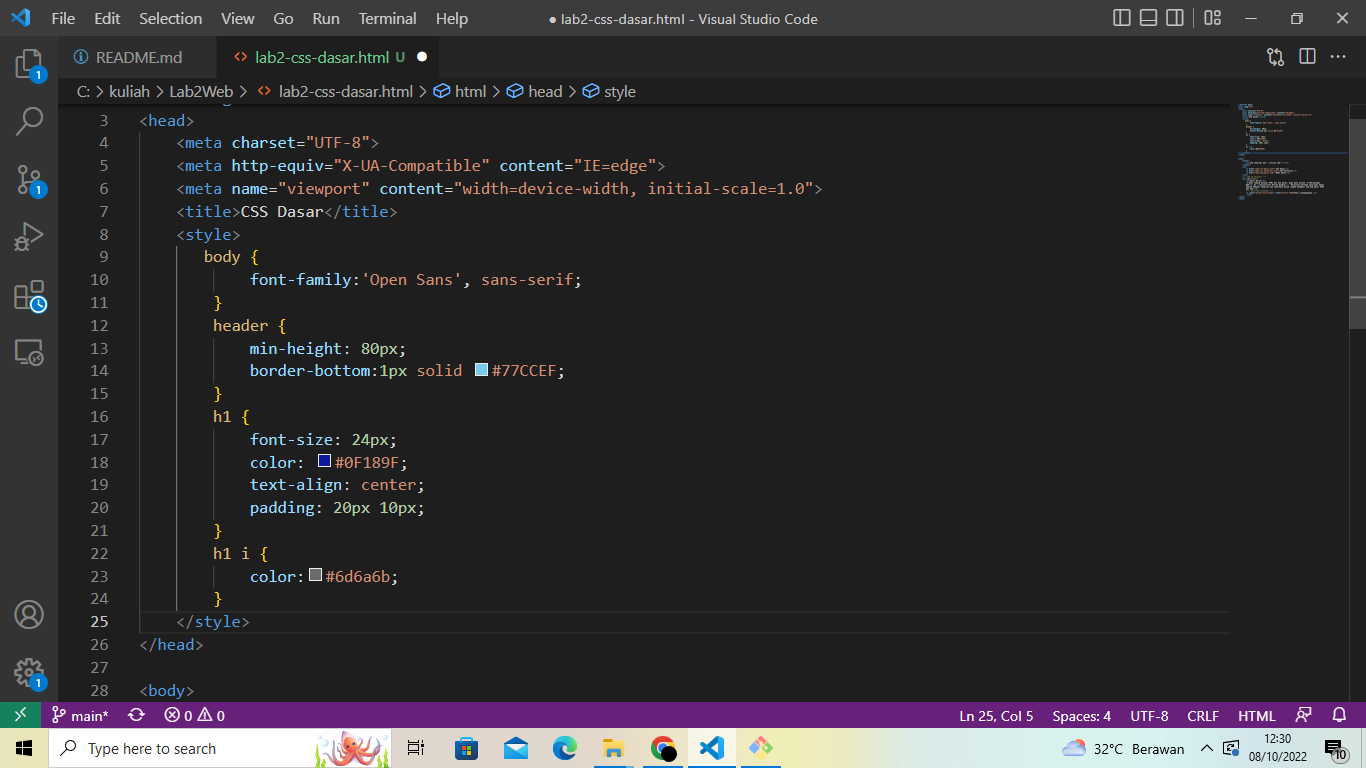 File Edit Selection View Go Run Terminal Help ● lab2-css-dasar.html - Visual Studio Code
README.md lab2-css-dasar.html U
C: > kuliah > Lab2Web > lab2-css-dasar.html > html > head > style
3 <head>
4 <meta charset="UTF-8">
5 <meta http-equiv="X-UA-Compatible" content="IE=edge">
6 <meta name="viewport" content="width=device-width, initial-scale=1.0">
7 <title>CSS Dasar</title>
8 <style>
9 body {
10 font-family:'Open Sans', sans-serif;
11 }
12 header {
13 min-height: 80px;
14 border-bottom:1px solid #77CCEF;
15 }
16 h1 {
17 font-size: 24px;
18 color: #0F189F;
19 text-align: center;
20 padding: 20px 10px;
21 }
22 h1 i {
23 color:#6d6a6b;
24 }
25 </style>
26 </head>
27
28 <body>
1
1
1
main* 0 0 Ln 25, Col 5 Spaces: 4 UTF-8 CRLF HTML
Type here to search 32°C Berawan 12:30
08/10/2022 10